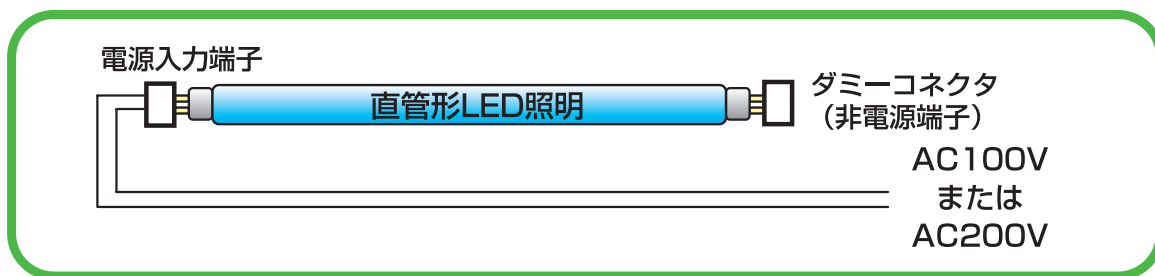 電源入力端子
直管形LED照明
ダミーコネクタ
（非電源端子）
AC100V
または
AC200V